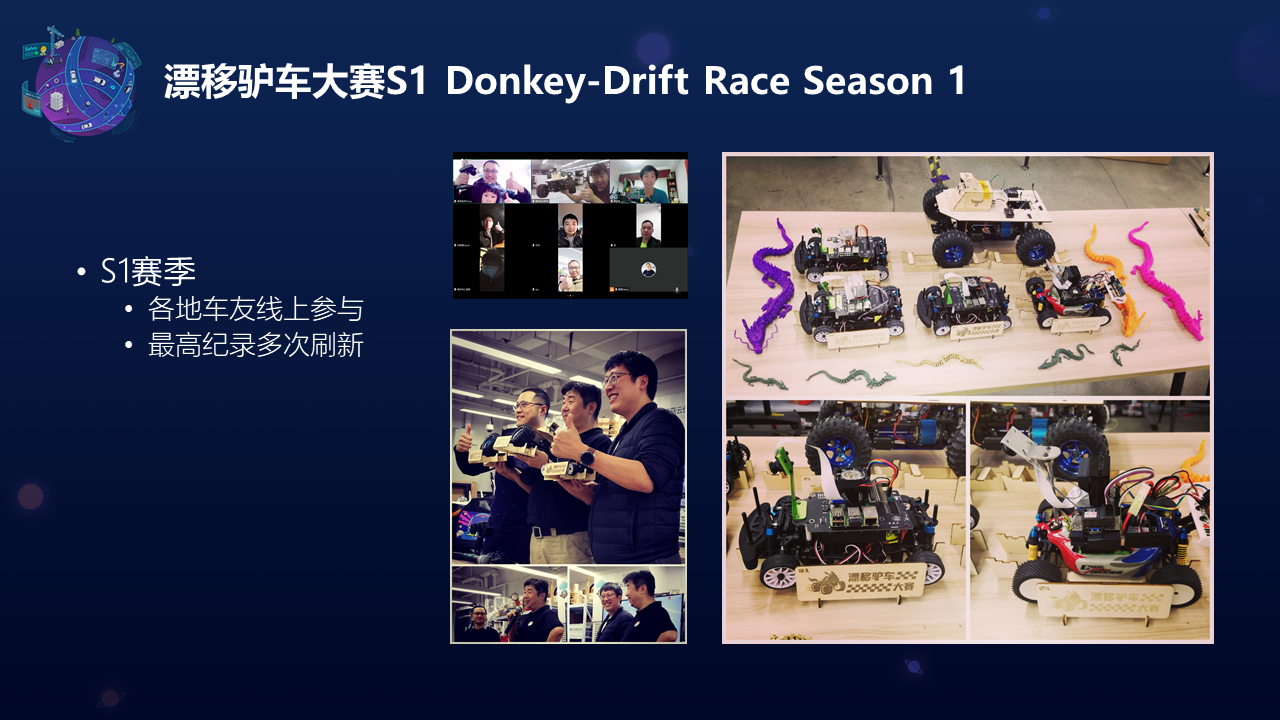 漂移驴车大赛S1 Donkey-Drift Race Season 1
• S1赛季
• 各地车友线上参与
• 最高纪录多次刷新
漂移驴车
大赛
漂移驴车
大赛